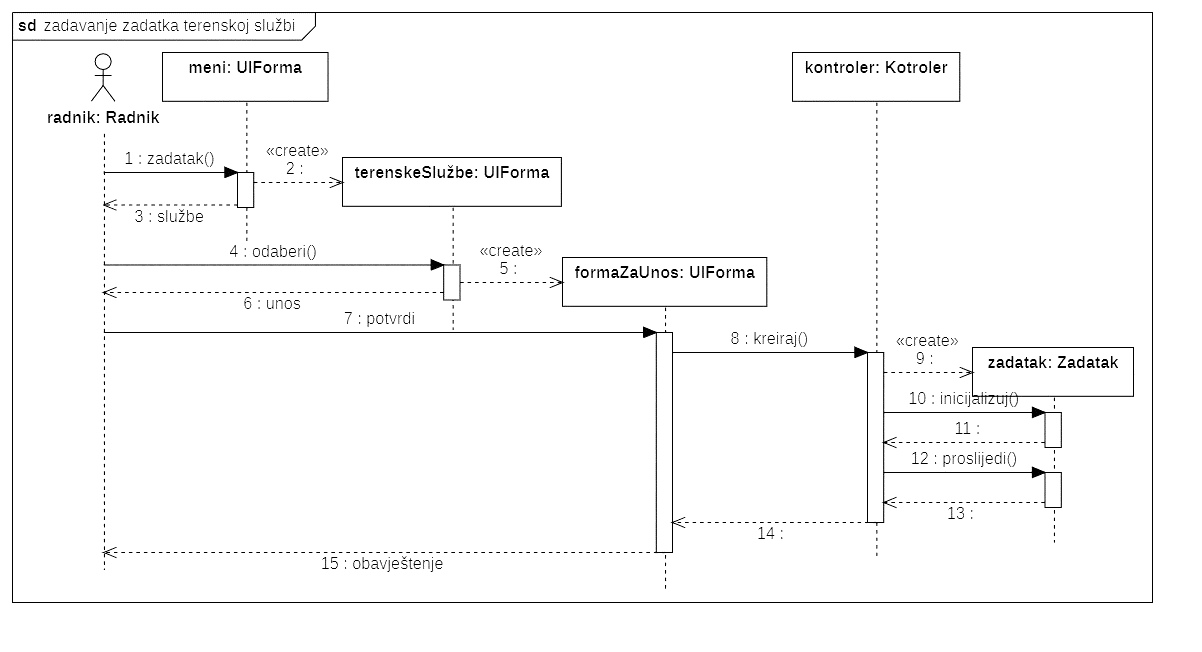 sd zadavanje zadatka terenskoj službi
meni: UIForma
kontroler: Kotroler
radnik: Radnik
1 : zadatak()
«create»
2 :
terenskeSlužbe: UIForma
3 : službe
4 : odaberi()
«create»
5 :
formaZaUnos: UIForma
6 : unos
7 : potvrdi
8 : kreiraj()
«create»
9 :
zadatak: Zadatak
10 : inicijalizuj()
11 :
12 : proslijedi()
13 :
14 :
15 : obavještenje